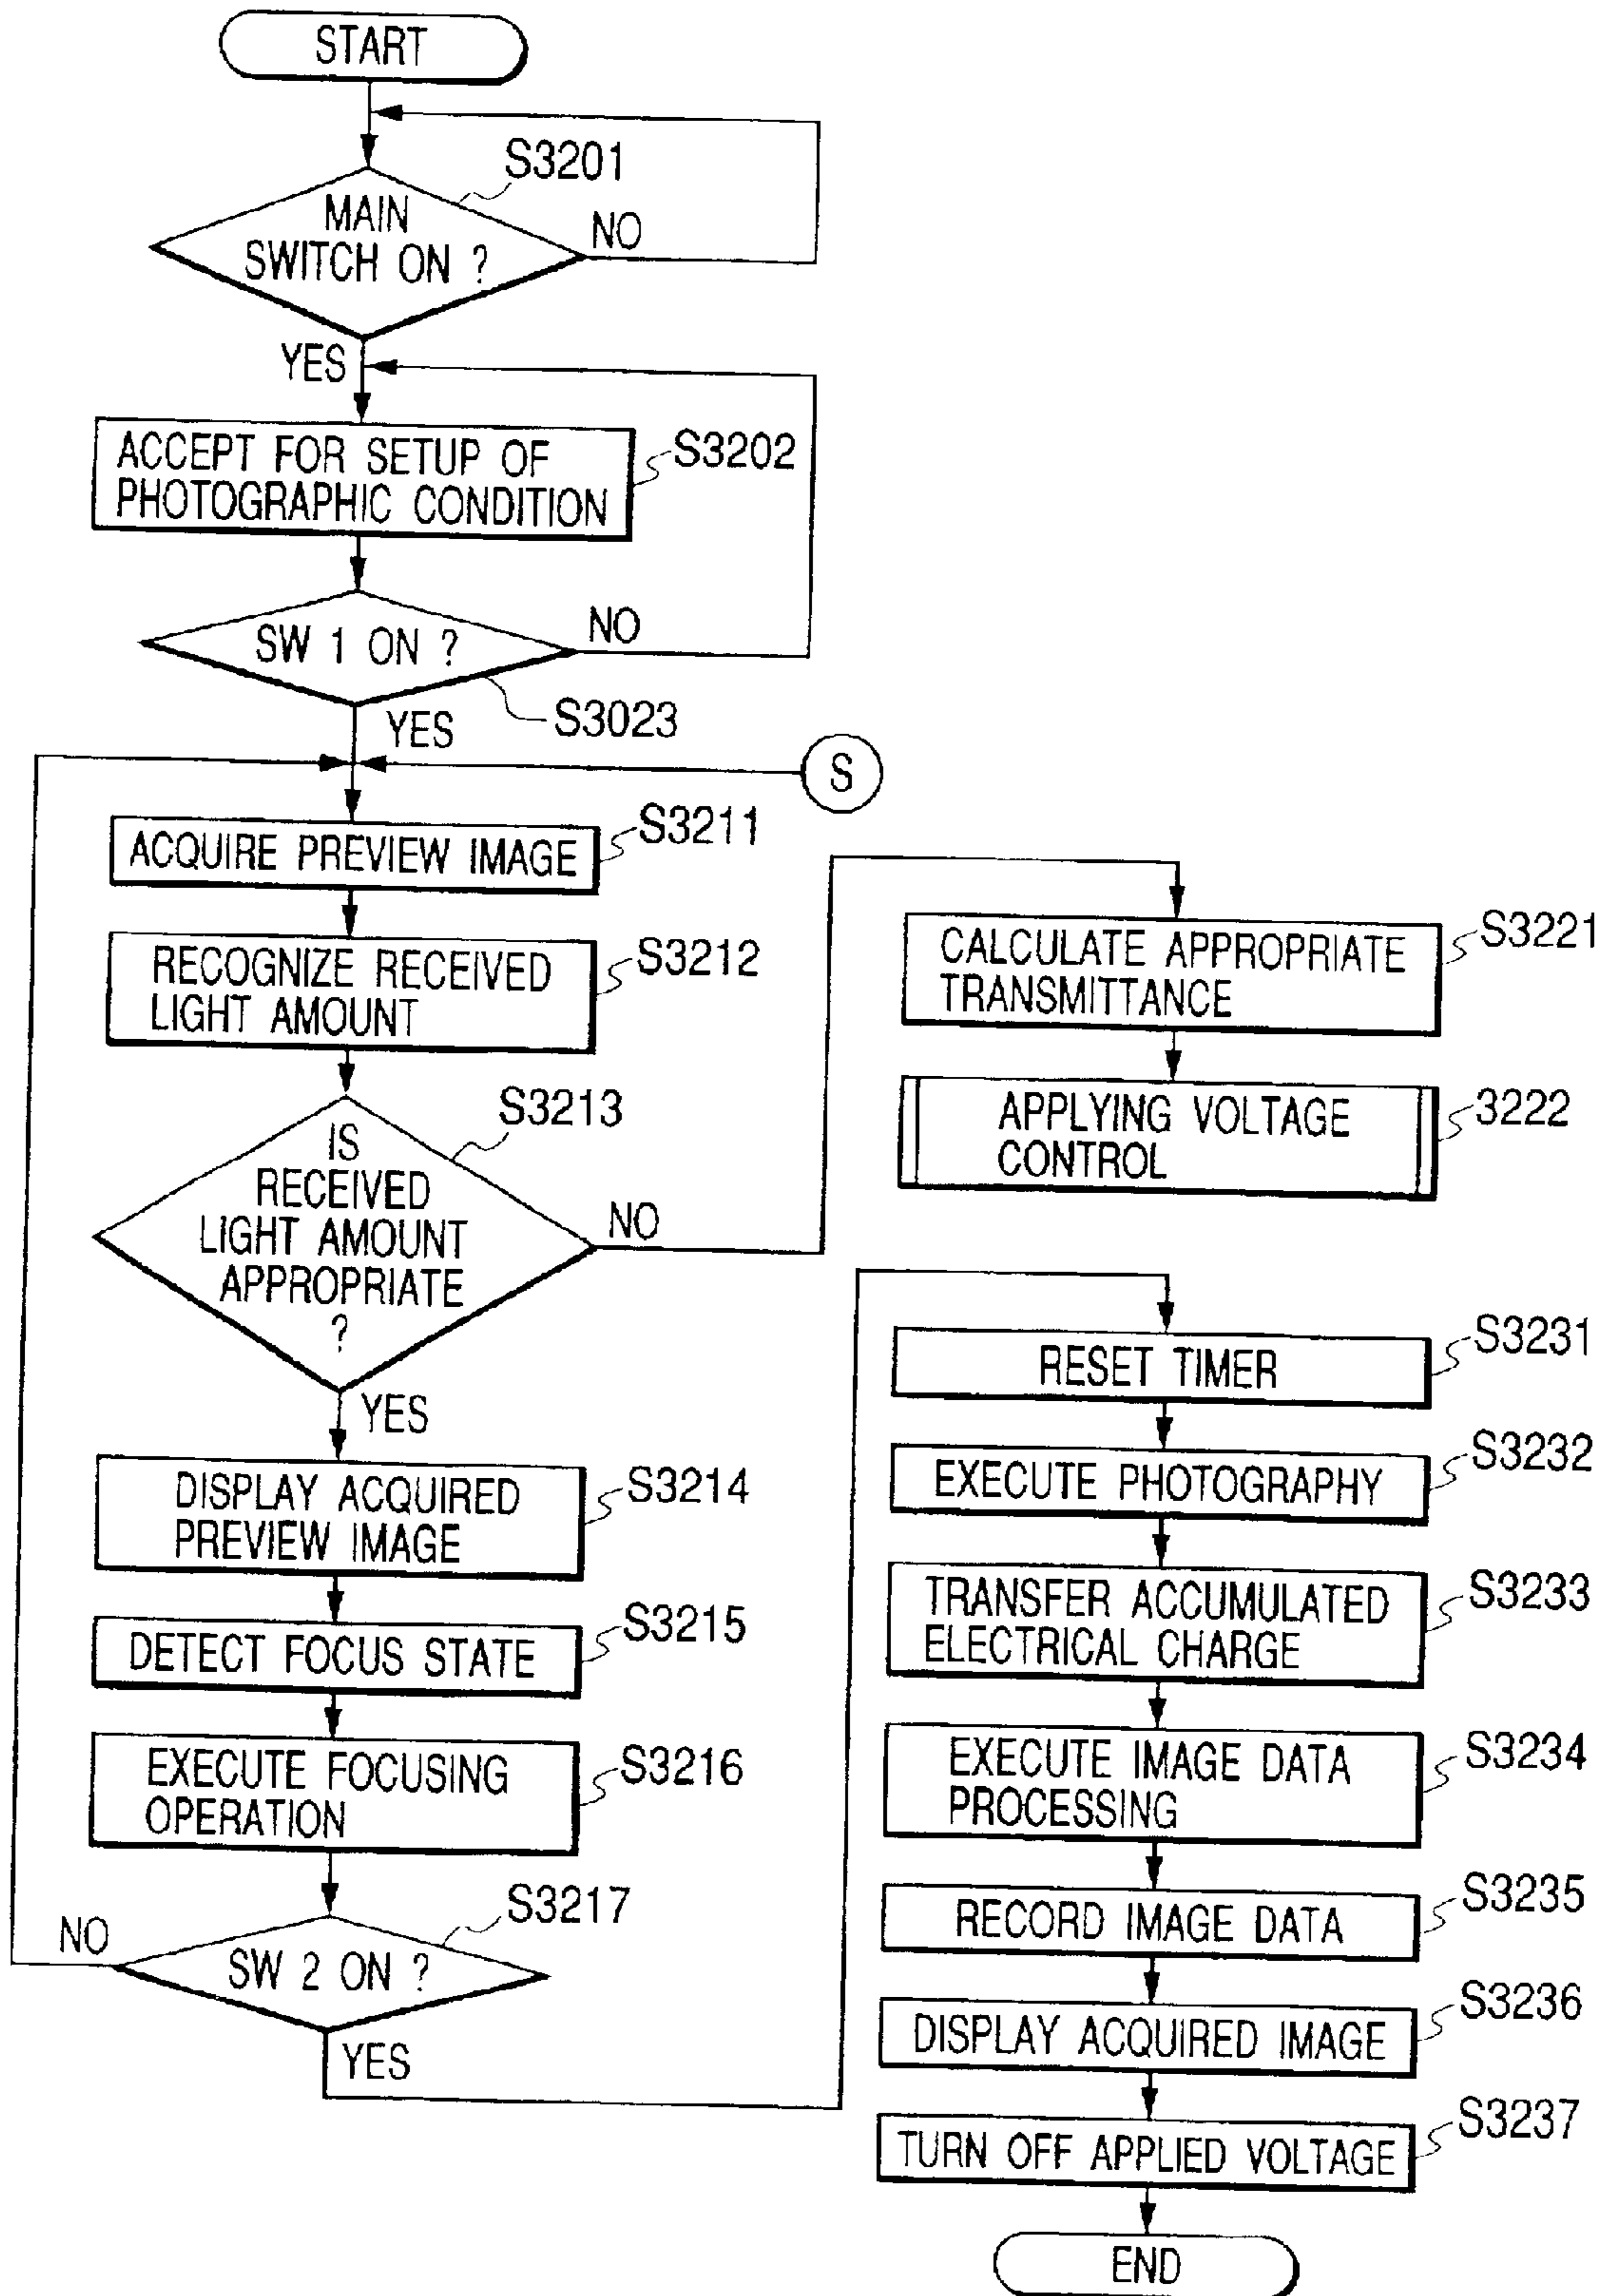 START
S3201
MAIN
SWITCH ON ?
NO
YES
ACCEPT FOR SETUP OF
PHOTOGRAPHIC CONDITION
S3202
SW 1 ON ?
NO
S3023
YES
S
ACQUIRE PREVIEW IMAGE
S3211
RECOGNIZE RECEIVED
LIGHT AMOUNT
S3212
S3213
IS
RECEIVED
LIGHT AMOUNT
APPROPRIATE
?
NO
YES
DISPLAY ACQUIRED
PREVIEW IMAGE
S3214
DETECT FOCUS STATE
S3215
EXECUTE FOCUSING
OPERATION
S3216
S3217
NO
SW 2 ON ?
YES
CALCULATE APPROPRIATE
TRANSMITTANCE
S3221
APPLYING VOLTAGE
CONTROL
3222
RESET TIMER
S3231
EXECUTE PHOTOGRAPHY
S3232
TRANSFER ACCUMULATED
ELECTRICAL CHARGE
S3233
EXECUTE IMAGE DATA
PROCESSING
S3234
RECORD IMAGE DATA
S3235
DISPLAY ACQUIRED IMAGE
S3236
TURN OFF APPLIED VOLTAGE
S3237
END